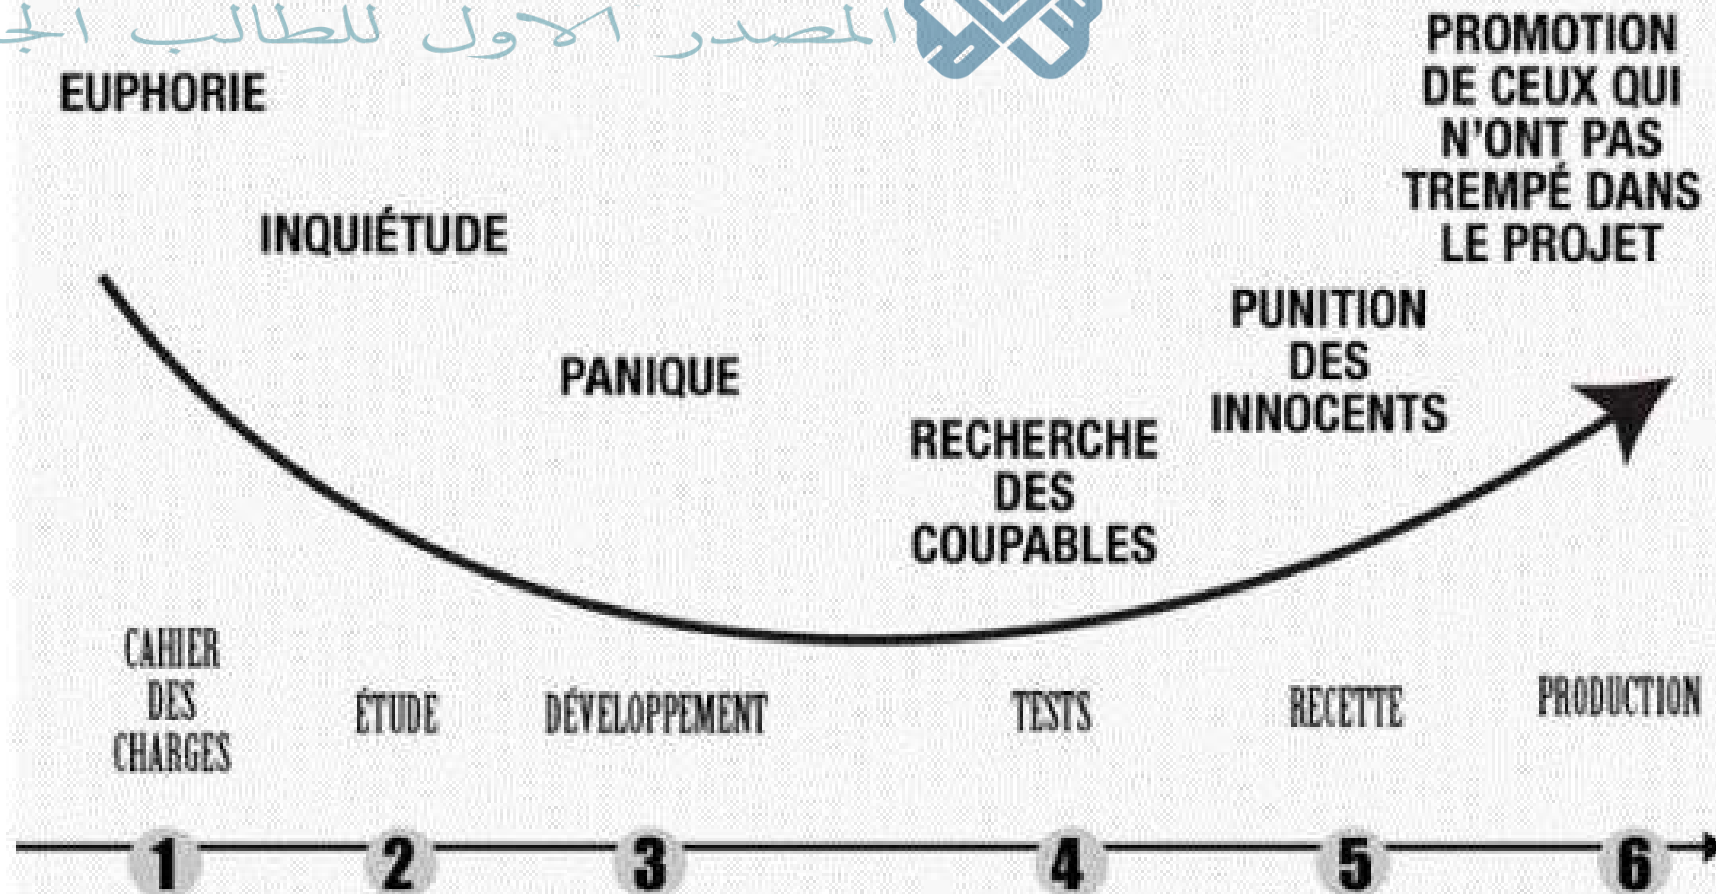 المصدر الاول للطالب الج
EUPHORIE
INQUIÉTUDE
PANIQUE
RECHERCHE
DES
COUPABLES
PUNITION
DES
INNOCENTS
PROMOTION
DE CEUX QUI
N'ONT PAS
TREMPÉ DANS
LE PROJET
CAHIER
DES
CHARGES
ÉTUDE
DÉVELOPPEMENT
TESTS
RECETTE
PRODUCTION
1 2 3 4 5 6